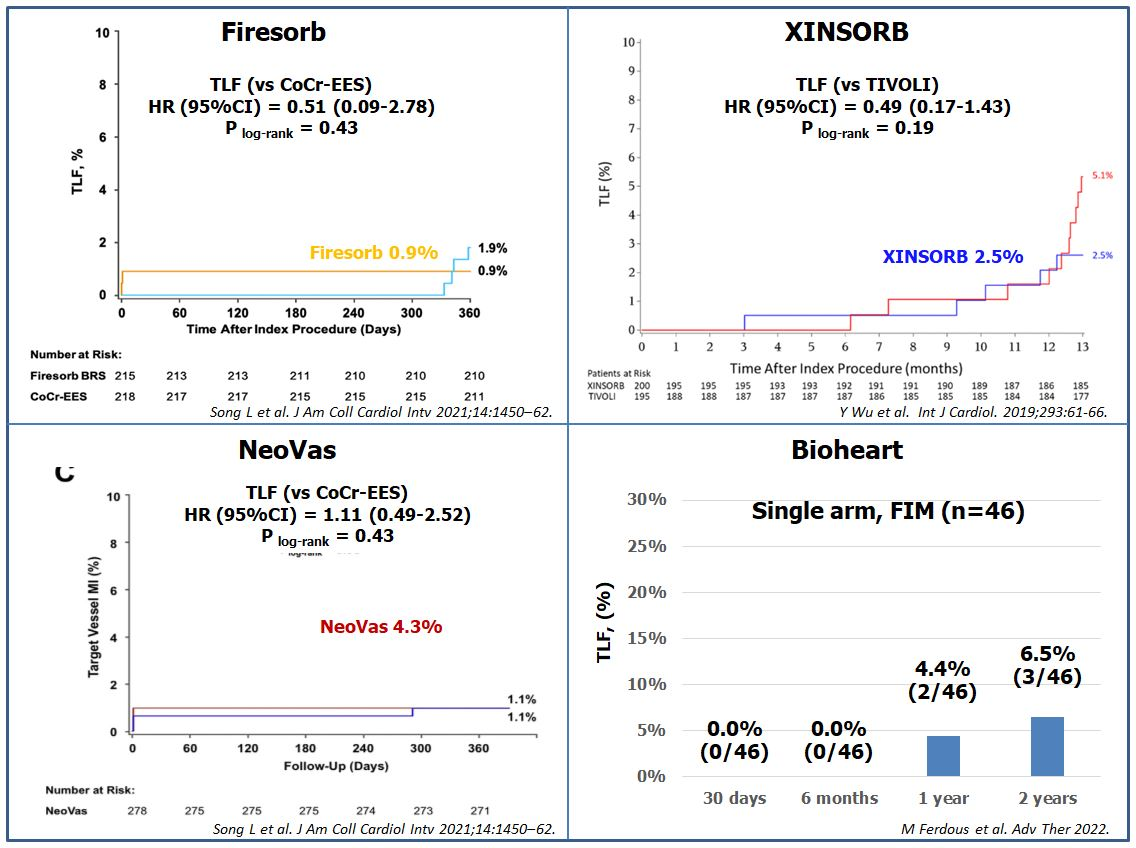 Firesorb
TLF (vs CoCr-EES)
HR (95%CI) = 0.51 (0.09-2.78)
P log-rank = 0.43
10
8
6
4
2
0
TLF, %
Firesorb 0.9%
1.9%
0.9%
0 60 120 180 240 300 360
Time After Index Procedure (Days)
Number at Risk:
Firesorb BRS 215 213 213 211 210 210 210
CoCr-EES 218 217 217 215 215 215 211
Song L et al. J Am Coll Cardiol Intv 2021;14:1450–62.
XINSORB
TLF (vs TIVOLI)
HR (95%CI) = 0.49 (0.17-1.43)
P log-rank = 0.19
10
9
8
7
6
5
4
3
2
1
0
TLF (%)
5.1%
XINSORB 2.5%
2.5%
0 1 2 3 4 5 6 7 8 9 10 11 12 13
Time After Index Procedure (months)
Patients at Risk
XINSORB 200 195 195 195 193 193 192 191 191 190 189 187 186 185
TIVOLI 195 188 188 187 187 187 187 186 185 185 185 184 184 177
Y Wu et al. Int J Cardiol. 2019;293:61-66.
NeoVas
C
TLF (vs CoCr-EES)
HR (95%CI) = 1.11 (0.49-2.52)
P log-rank = 0.43
log-rank
10
8
6
4
2
0
Target Vessel MI (%)
NeoVas 4.3%
1.1%
1.1%
0 60 120 180 240 300 360
Follow-Up (Days)
Number at Risk:
NeoVas 278 275 275 275 274 273 271
Song L et al. J Am Coll Cardiol Intv 2021;14:1450–62.
Bioheart
Single arm, FIM (n=46)
30%
25%
20%
15%
10%
5%
0%
TLF, (%)
0.0%
(0/46)
0.0%
(0/46)
4.4%
(2/46)
6.5%
(3/46)
30 days 6 months 1 year 2 years
M Ferdous et al. Adv Ther 2022.